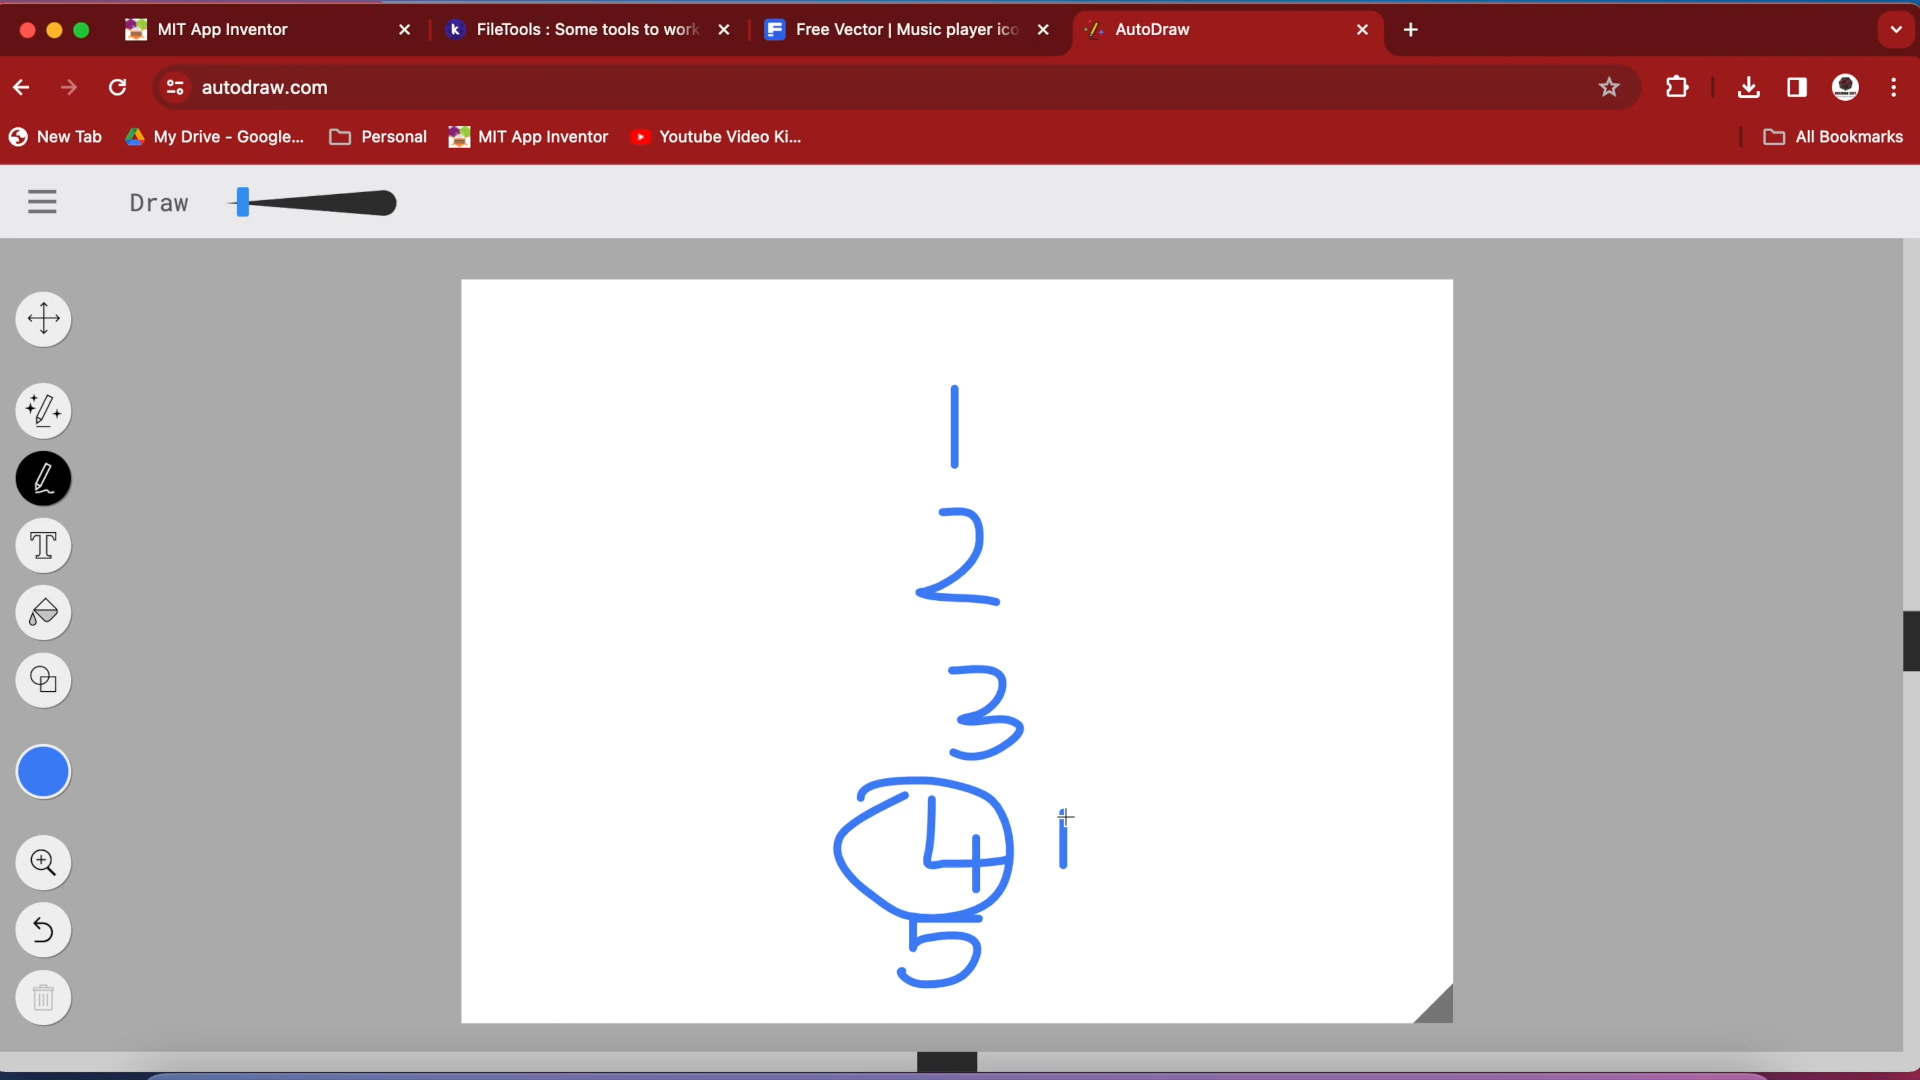 MIT App Inventor
FileTools : Some tools to work
Free Vector | Music player ico
AutoDraw
autodraw.com
New Tab
My Drive - Google...
Personal
MIT App Inventor
Youtube Video Ki...
All Bookmarks
Draw
1
2
3
4
5